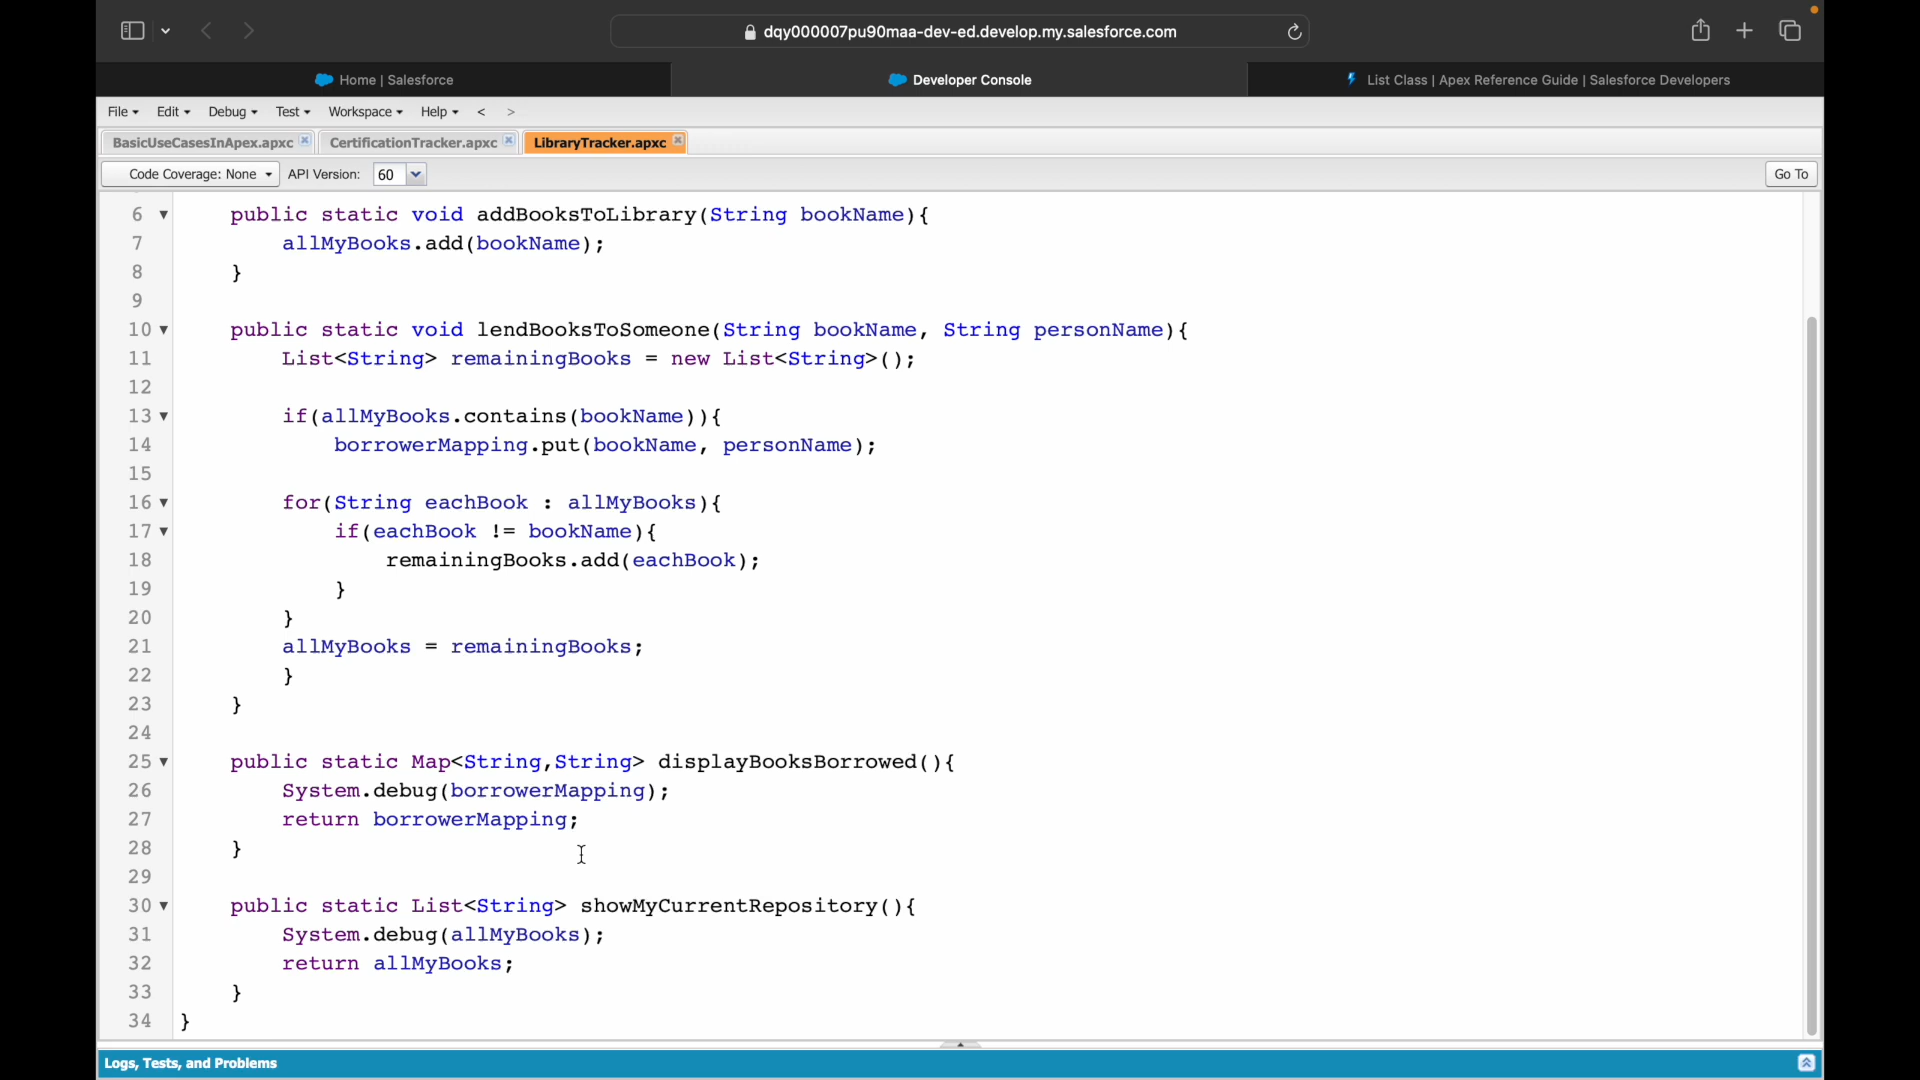 dqy000007pu90maa-dev-ed.develop.my.salesforce.com
Home | Salesforce
Developer Console
List Class | Apex Reference Guide | Salesforce Developers
File Edit Debug Test Workspace Help < >
BasicUseCasesInApex.apxc CertificationTracker.apxc LibraryTracker.apxc
Code Coverage: None API Version: 60 Go To
6 public static void addBooksToLibrary(String bookName){
7 allMyBooks.add(bookName);
8 }
9
10 public static void lendBooksToSomeone(String bookName, String personName){
11 List<String> remainingBooks = new List<String>();
12
13 if(allMyBooks.contains(bookName)){
14 borrowerMapping.put(bookName, personName);
15
16 for(String eachBook : allMyBooks){
17 if(eachBook != bookName){
18 remainingBooks.add(eachBook);
19 }
20 }
21 allMyBooks = remainingBooks;
22 }
23 }
24
25 public static Map<String,String> displayBooksBorrowed(){
26 System.debug(borrowerMapping);
27 return borrowerMapping;
28 }
29
30 public static List<String> showMyCurrentRepository(){
31 System.debug(allMyBooks);
32 return allMyBooks;
33 }
34 }
Logs, Tests, and Problems